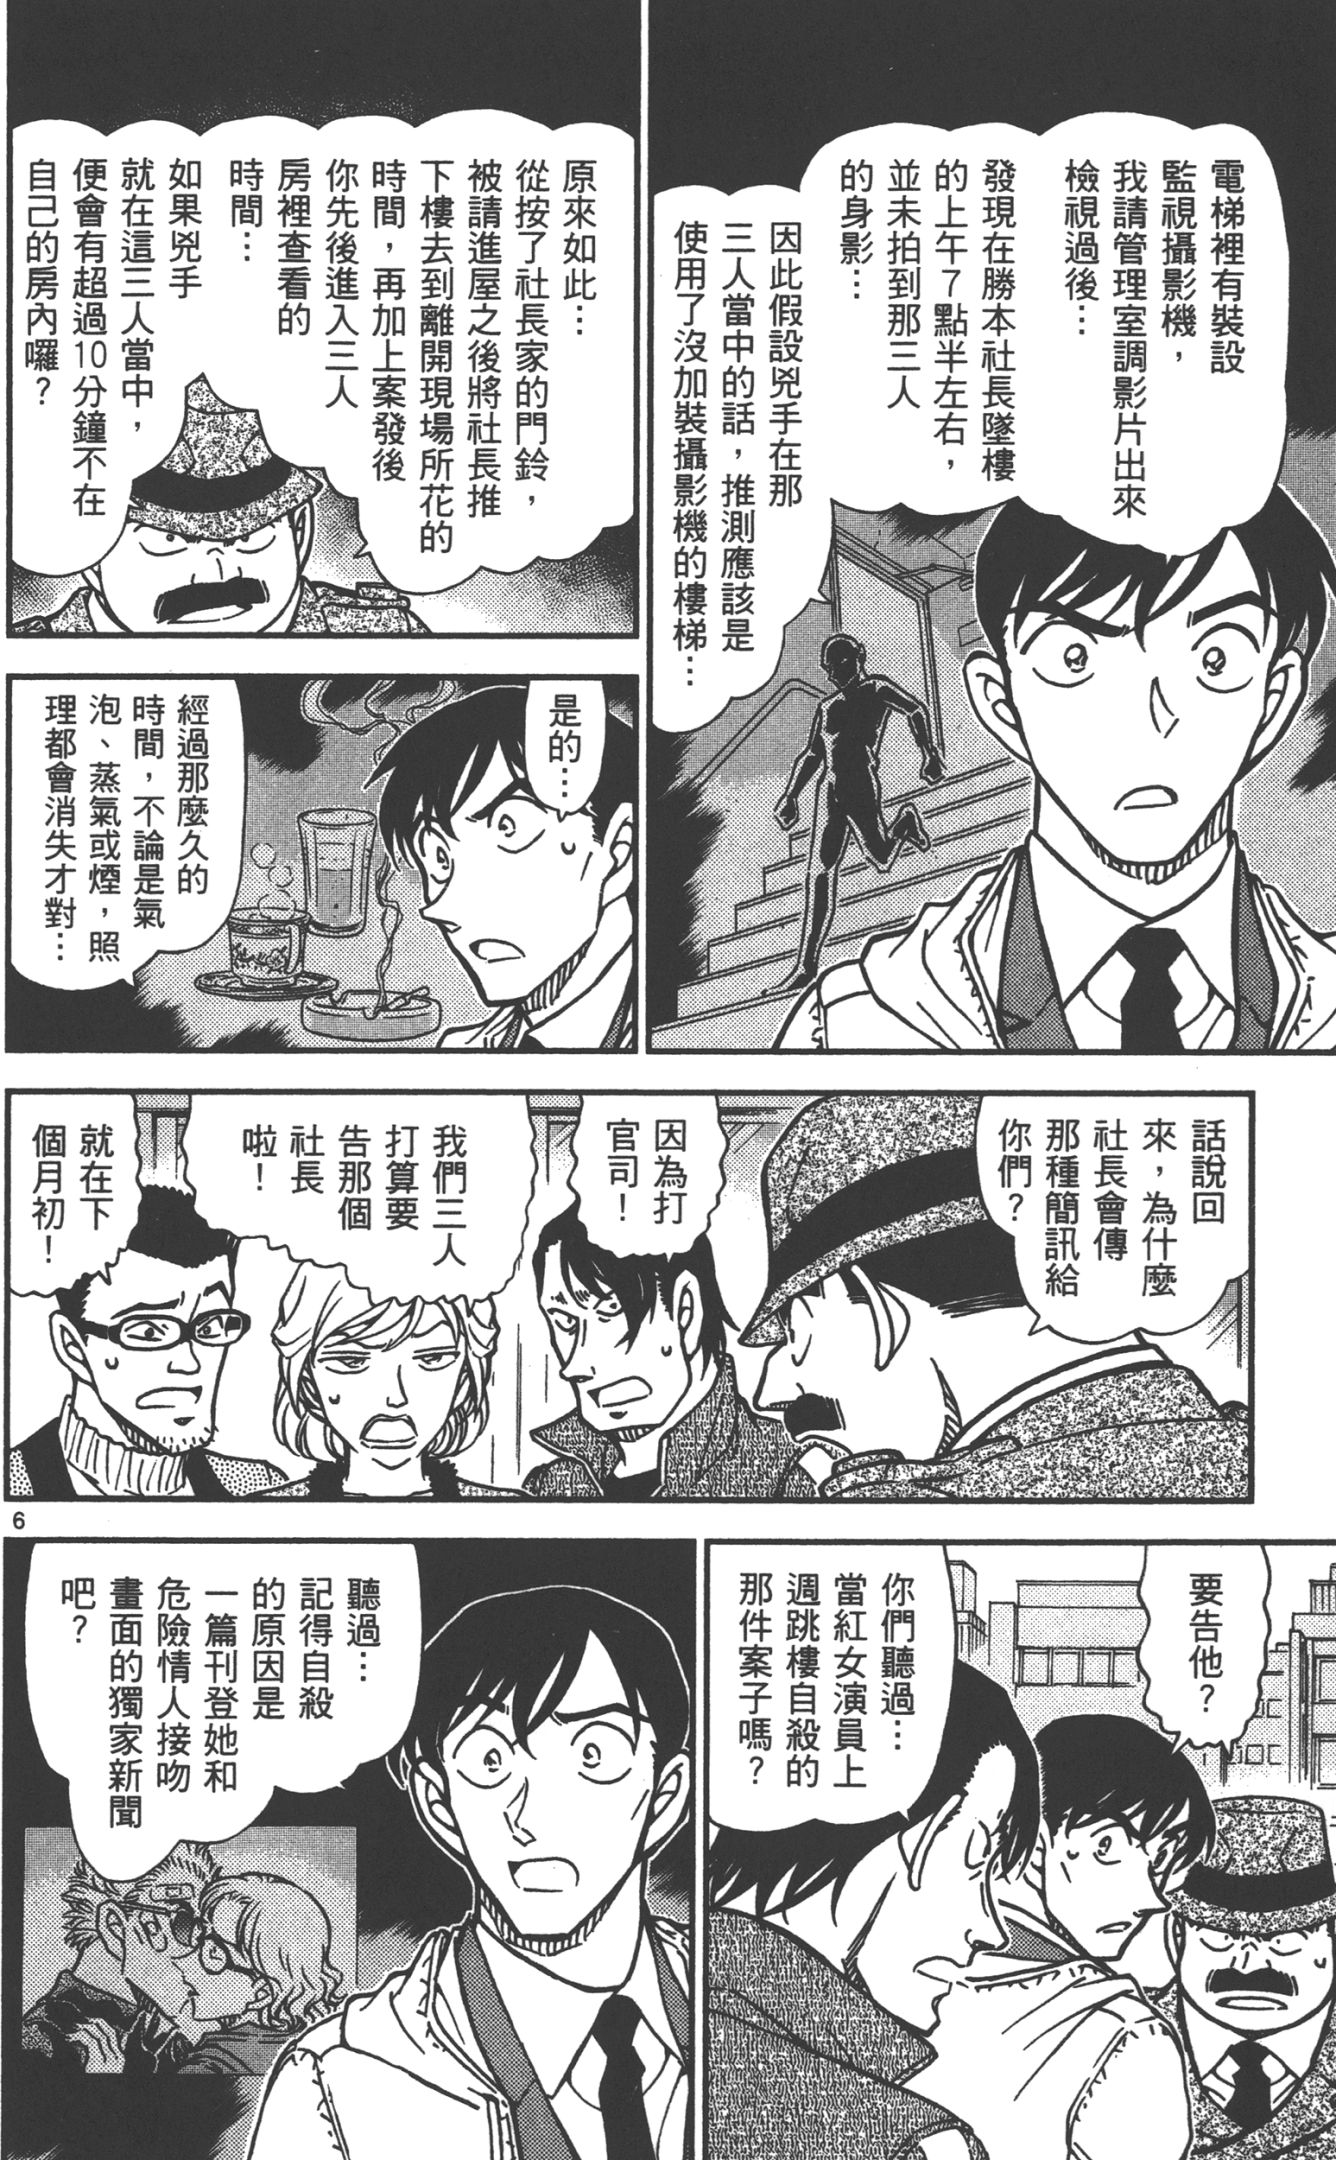 電梯裡有裝設
監視攝影機，
我請管理室調影片出來
檢視過後…
發現在勝本社長墜樓
的上午7點半左右，
並未拍到那三人
的身影…
因此假設兇手在那
三人當中的話，推測應該是
使用了沒加裝攝影機的樓梯…
原來如此…
從按了社長家的門鈴，
被請進屋之後將社長推
下樓去到離開現場所花的
時間，再加上案發後
你先後進入三人
房裡查看的
時間…
如果兇手
就在這三人當中，
便會有超過10分鐘不在
自己的房內囉？
是的…
經過那麼久的
時間，不論是氣
泡、蒸氣或煙，照
理都會消失才對…
話說回
來，為什麼
社長會傳
那種簡訊給
你們？
因為打
官司！
我們三人
打算要
告那個
社長
啦！
就在下
個月初！
6
要告他？
你們聽過…
當紅女演員上
週跳樓自殺的
那件案子嗎？
聽過…
記得自殺
的原因是
一篇刊登她和
危險情人接吻
畫面的獨家新聞
吧？